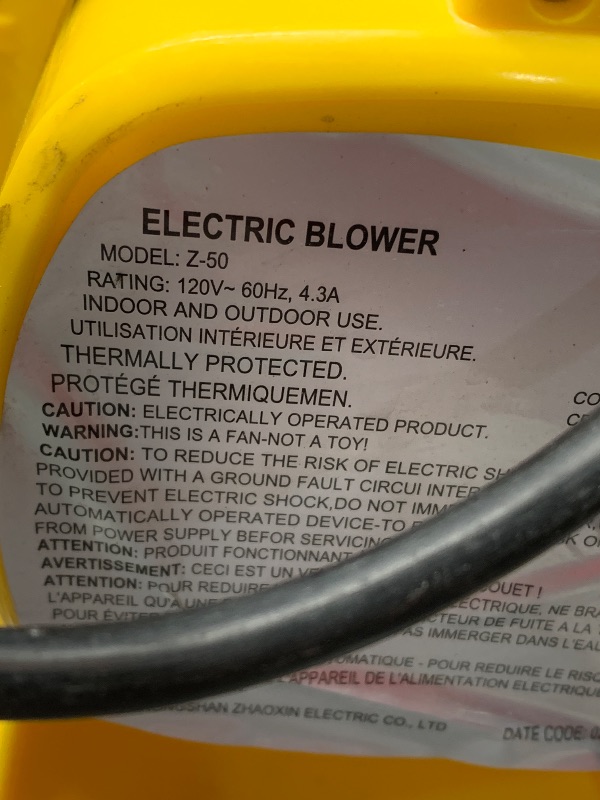 ELECTRIC BLOWER
MODEL: Z-50
RATING: 120V~ 60Hz, 4.3A
INDOOR AND OUTDOOR USE.
UTILISATION INTÉRIEURE ET EXTÉRIEURE.
THERMALLY PROTECTED.
PROTÉGÉ THERMIQUEMEN.
CO
CAUTION: ELECTRICALLY OPERATED PRODUCT.
WARNING:THIS IS A FAN-NOT A TOY!
CAUTION: TO REDUCE THE RISK OF ELECTRIC
PROVIDED WITH A GROUND FAULT CIRCUI
TO PREVENT ELECTRIC SHOCK,DO NOT
AUTOMATICALLY OPERATED DEVICE-TO
FROM POWER SUPPLY BEFOR SERVICING
ATTENTION: PRODUIT FONCTIONNANT
AVERTISSEMENT: CECI EST UN
ATTENTION: POUR REDUIRE
L'APPAREIL QU'A UNE ELECTRIQUE, NE
POUR ÉVITER DE FUITE A LA
PAS IMMERGER DANS L'EAU
- POUR REDUIRE LE
L'APPAREIL DE L'ALIMENTATION
ZHAOXIN ELECTRIC CO., LTD
DATE CODE: